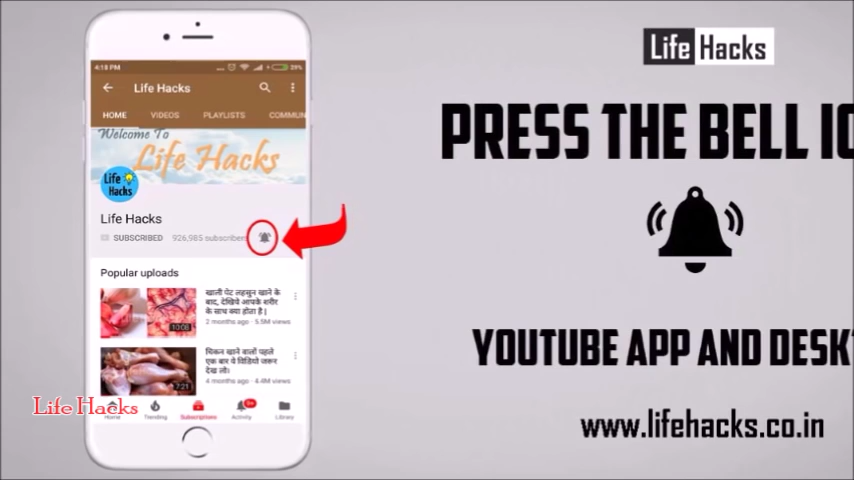 Life Hacks
PRESS THE BELL IC
YOUTUBE APP AND DESK
www.lifehacks.co.in
4:18 PM
29%
Life Hacks
HOME VIDEOS PLAYLISTS COMMUN
Welcome To
Life Hacks
Life
Hacks
Life Hacks
SUBSCRIBED 926,985 subscribers
Popular uploads
खाली पेट लहसुन खाने के
बाद, देखिये आपके शरीर
के साथ क्या होता है |
2 months ago · 5.5M views
10:08
चिकन खाने वालों पहले
एक बार ये विडियो जरूर
देख लो।
4 months ago · 4.4M views
7:21
Home Trending Subscriptions Activity Library
Life Hacks